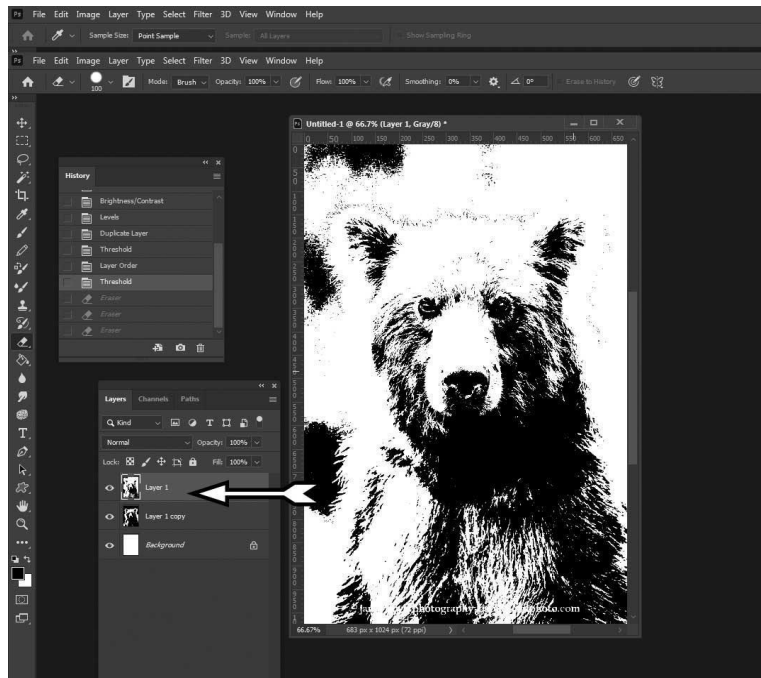 Ps File Edit Image Layer Type Select Filter 3D View Window Help
Sample Size: Point Sample Sample: All Layers Show Sampling Ring
Ps File Edit Image Layer Type Select Filter 3D View Window Help
100 Mode: Brush Opacity: 100% Flow: 100% Smoothing: 0% 0° Erase to History
Ps Untitled-1 @ 66.7% (Layer 1, Gray/8) *
0 50 100 150 200 250 300 350 400 450 500 550 600 650
History
Brightness/Contrast
Levels
Duplicate Layer
Threshold
Layer Order
Threshold
Eraser
Eraser
Eraser
Layers Channels Paths
Kind
Normal Opacity: 100%
Lock: Fill: 100%
Layer 1
Layer 1 copy
Background
photography
66.67% 683 px x 1024 px (72 ppi)